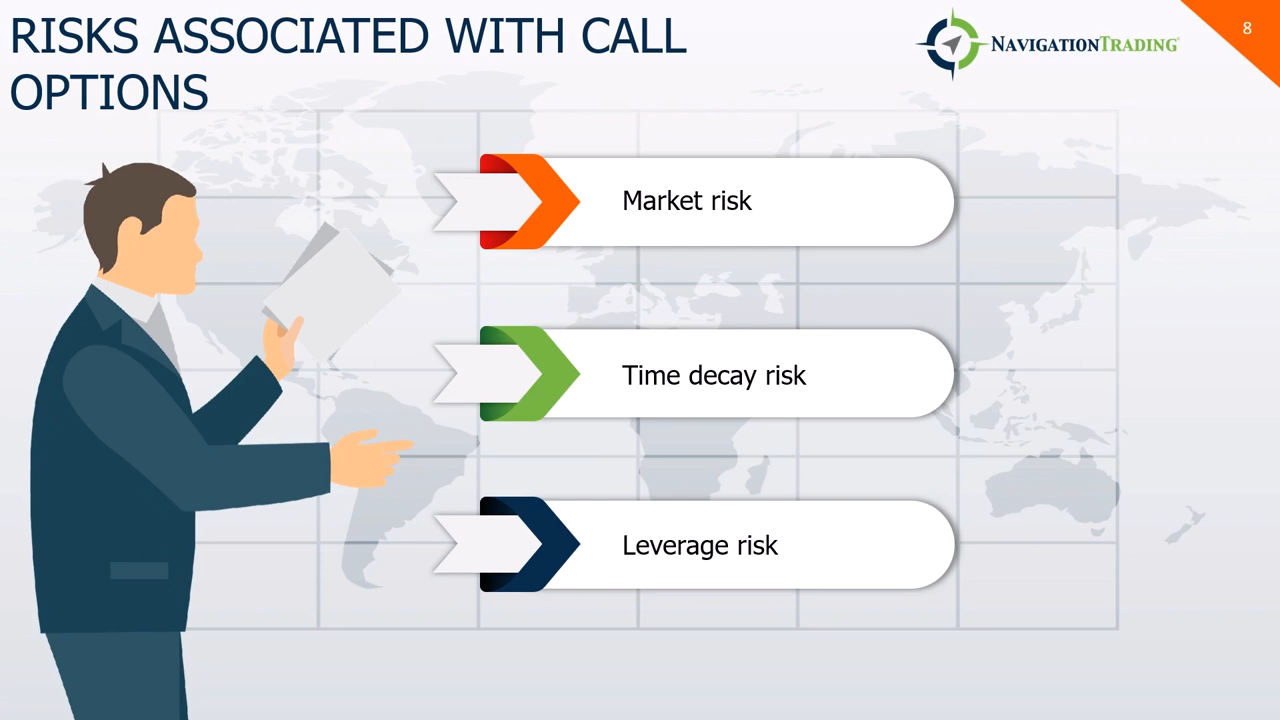 RISKS ASSOCIATED WITH CALL
OPTIONS
NAVIGATIONTRADING®
8
Market risk
Time decay risk
Leverage risk